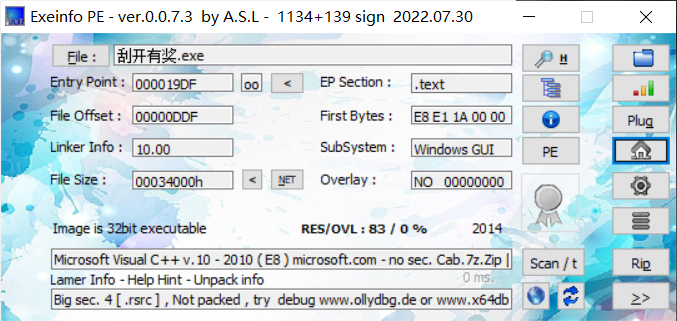 Exeinfo PE - ver.0.0.7.3 by A.S.L - 1134+139 sign 2022.07.30
File : 刮开有奖.exe H
Entry Point : 000019DF oo < EP Section : .text
File Offset : 00000DDF First Bytes : E8 E1 1A 00 00 Plug
Linker Info : 10.00 SubSystem : Windows GUI PE
File Size : 00034000h < NET Overlay : NO 00000000
Image is 32bit executable RES/OVL : 83 / 0 % 2014
Microsoft Visual C++ v.10 - 2010 ( E8 ) microsoft.com - no sec. Cab.7z.Zip | Scan / t Rip
Lamer Info - Help Hint - Unpack info 0 ms.
Big sec. 4 [ .rsrc ] , Not packed , try debug www.ollydbg.de or www.x64db >>